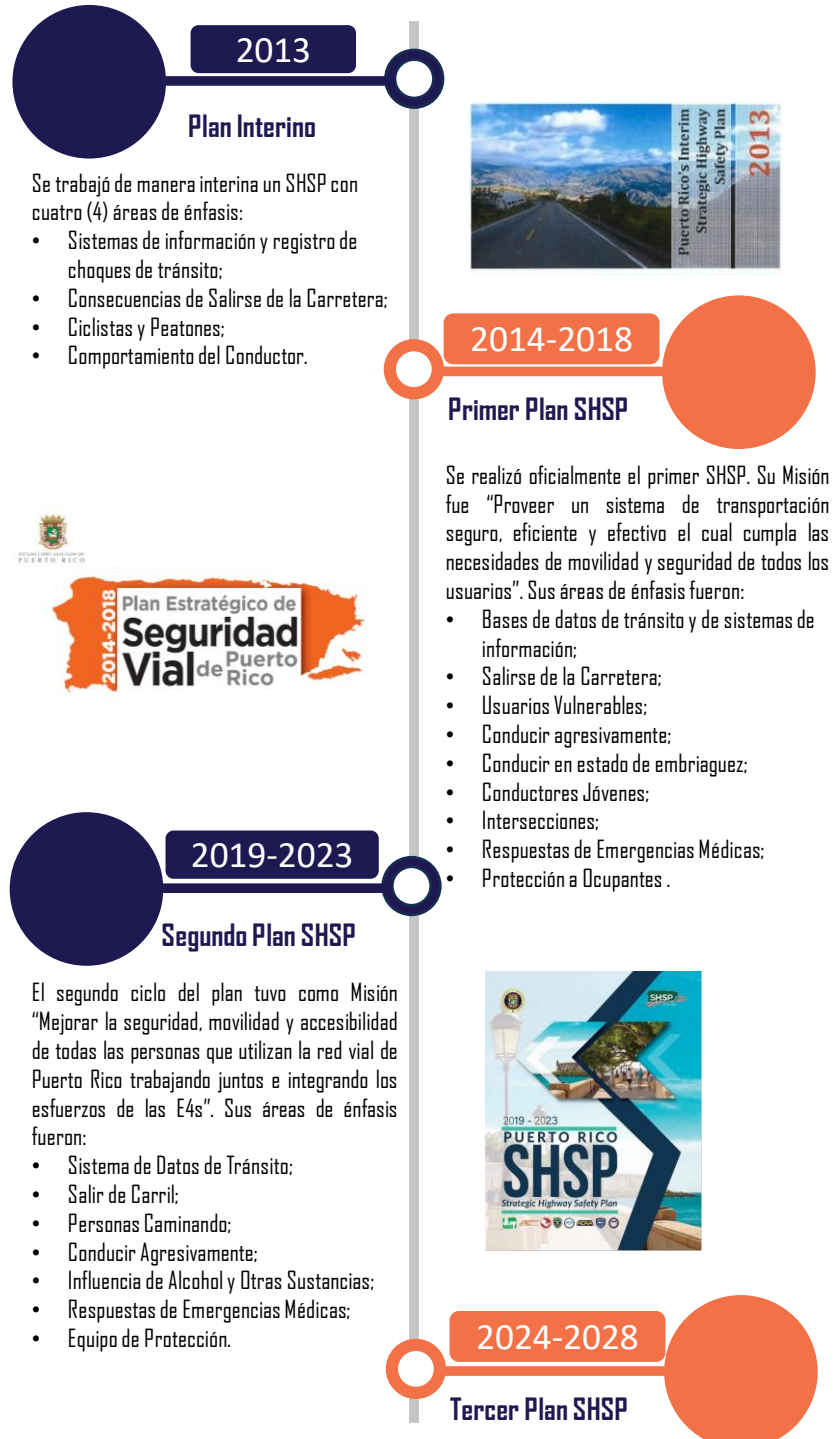 2013
Plan Interino
Se trabajó de manera interina un SHSP con
cuatro (4) áreas de énfasis:
• Sistemas de información y registro de
choques de tránsito;
• Consecuencias de Salirse de la Carretera;
• Ciclistas y Peatones;
• Comportamiento del Conductor.
Puerto Rico's Interim
Strategic Highway
Safety Plan
2013
2014-2018
Primer Plan SHSP
Se realizó oficialmente el primer SHSP. Su Misión
fue “Proveer un sistema de transportación
seguro, eficiente y efectivo el cual cumpla las
necesidades de movilidad y seguridad de todos los
usuarios”. Sus áreas de énfasis fueron:
• Bases de datos de tránsito y de sistemas de
información;
• Salirse de la Carretera;
• Usuarios Vulnerables;
• Conducir agresivamente;
• Conducir en estado de embriaguez;
• Conductores Jóvenes;
• Intersecciones;
• Respuestas de Emergencias Médicas;
• Protección a Ocupantes .
ESTADO LIBRE ASOCIADO DE
PUERTO RICO
2014-2018
Plan Estratégico de
Seguridad
Vial de Puerto
Rico
2019-2023
Segundo Plan SHSP
El segundo ciclo del plan tuvo como Misión
“Mejorar la seguridad, movilidad y accesibilidad
de todas las personas que utilizan la red vial de
Puerto Rico trabajando juntos e integrando los
esfuerzos de las E4s”. Sus áreas de énfasis
fueron:
• Sistema de Datos de Tránsito;
• Salir de Carril;
• Personas Caminando;
• Conducir Agresivamente;
• Influencia de Alcohol y Otras Sustancias;
• Respuestas de Emergencias Médicas;
• Equipo de Protección.
SHSP
2019 - 2023
PUERTO RICO
SHSP
Strategic Highway Safety Plan
2024-2028
Tercer Plan SHSP